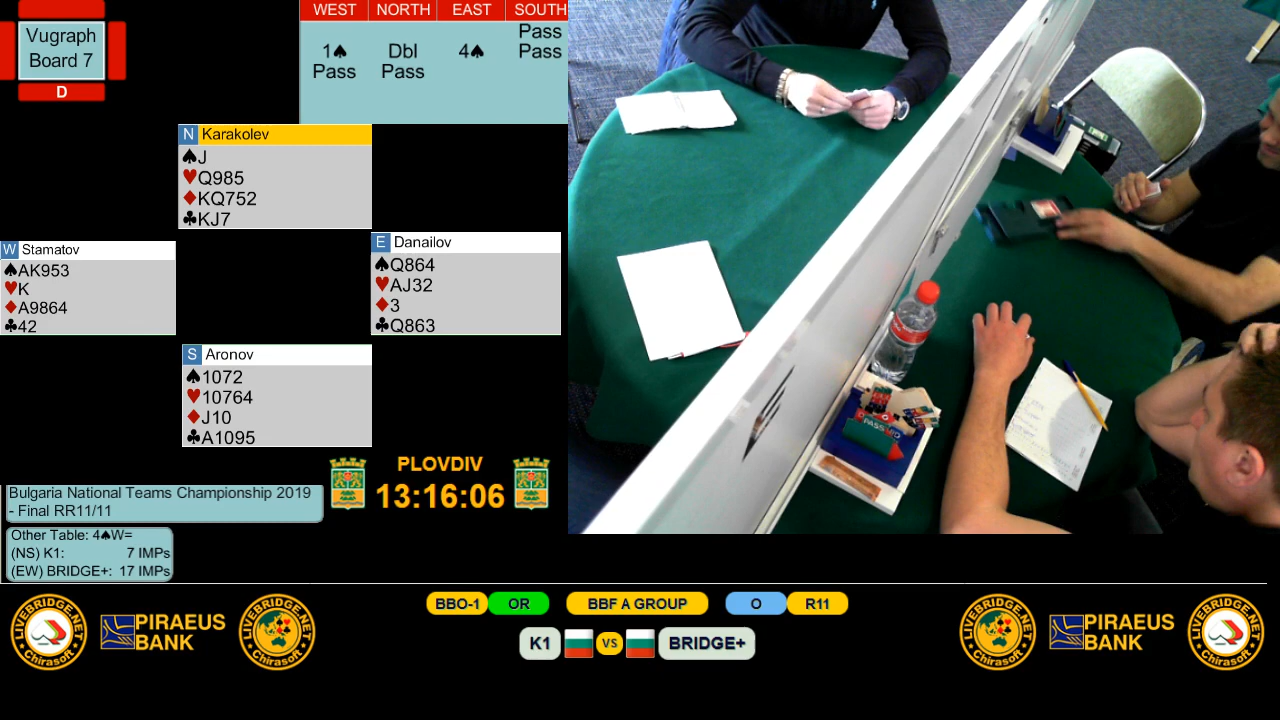 Vugraph
Board 7
D
WEST NORTH EAST SOUTH
Pass
1♠ Dbl 4♠ Pass
Pass Pass
N Karakolev
♠J
♥Q985
♦KQ752
♣KJ7
W Stamatov
♠AK953
♥K
♦A9864
♣42
E Danailov
♠Q864
♥AJ32
♦3
♣Q863
S Aronov
♠1072
♥10764
♦J10
♣A1095
PLOVDIV
13:16:06
Bulgaria National Teams Championship 2019
- Final RR11/11
Other Table: 4♠W=
(NS) K1: 7 IMPs
(EW) BRIDGE+: 17 IMPs
BBO-1 OR BBF A GROUP O R11
K1 VS BRIDGE+
LIVEBRIDGE.NET
Chirasoft
PIRAEUS
BANK
LIVEBRIDGE.NET
Chirasoft
LIVEBRIDGE.NET
Chirasoft
PIRAEUS
BANK
LIVEBRIDGE.NET
Chirasoft
PASS